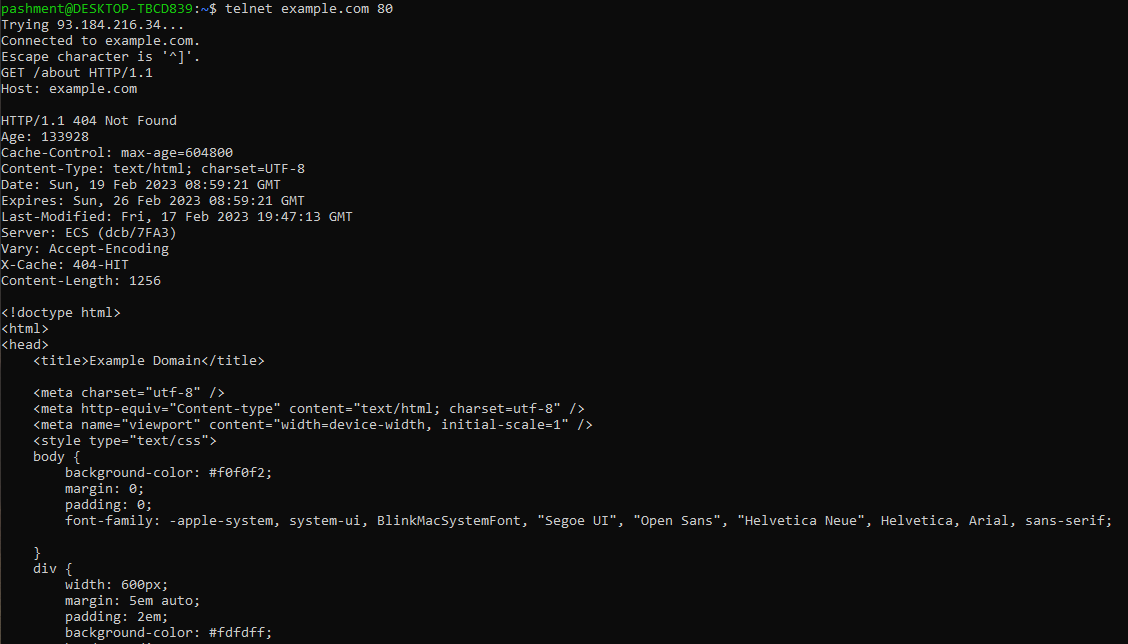 pashment@DESKTOP-TBCD839:~$ telnet example.com 80
Trying 93.184.216.34...
Connected to example.com.
Escape character is '^]'.
GET /about HTTP/1.1
Host: example.com

HTTP/1.1 404 Not Found
Age: 133928
Cache-Control: max-age=604800
Content-Type: text/html; charset=UTF-8
Date: Sun, 19 Feb 2023 08:59:21 GMT
Expires: Sun, 26 Feb 2023 08:59:21 GMT
Last-Modified: Fri, 17 Feb 2023 19:47:13 GMT
Server: ECS (dcb/7FA3)
Vary: Accept-Encoding
X-Cache: 404-HIT
Content-Length: 1256

<!doctype html>
<html>
<head>
    <title>Example Domain</title>

    <meta charset="utf-8" />
    <meta http-equiv="Content-type" content="text/html; charset=utf-8" />
    <meta name="viewport" content="width=device-width, initial-scale=1" />
    <style type="text/css">
    body {
        background-color: #f0f0f2;
        margin: 0;
        padding: 0;
        font-family: -apple-system, system-ui, BlinkMacSystemFont, "Segoe UI", "Open Sans", "Helvetica Neue", Helvetica, Arial, sans-serif;

    }
    div {
        width: 600px;
        margin: 5em auto;
        padding: 2em;
        background-color: #fdfdff;